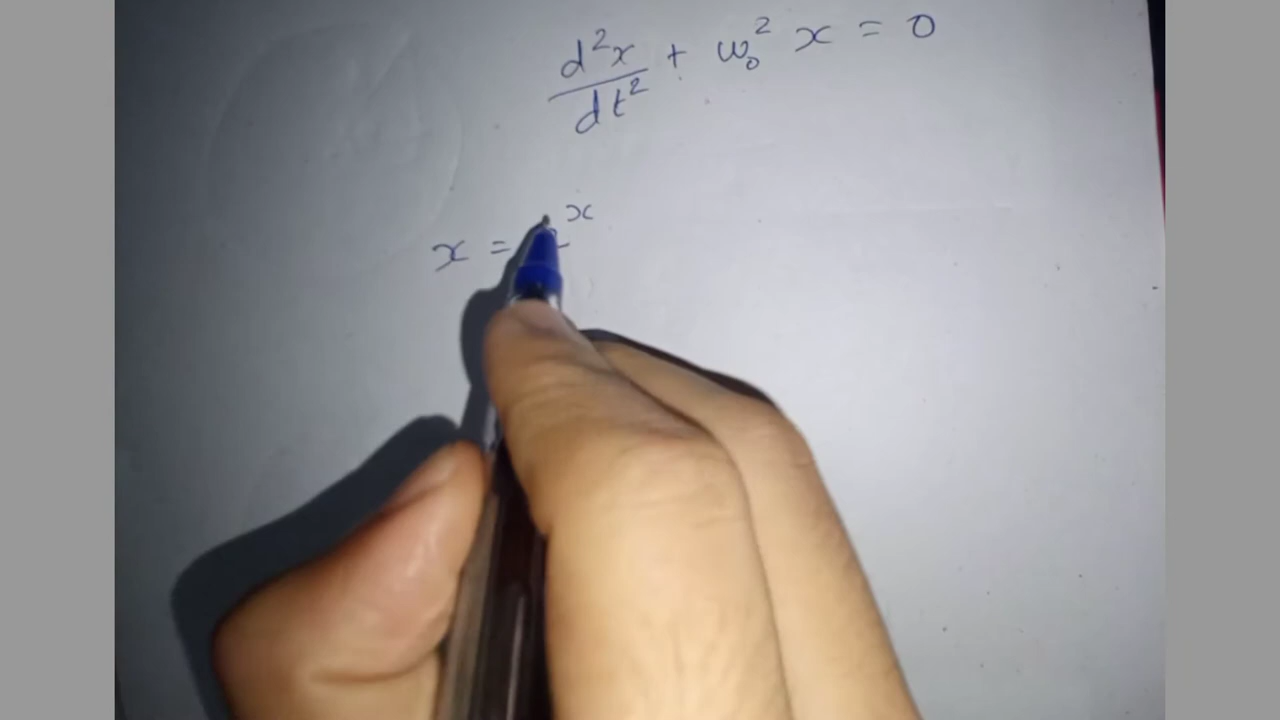 d²x/dt² + ω₀² x = 0
x =